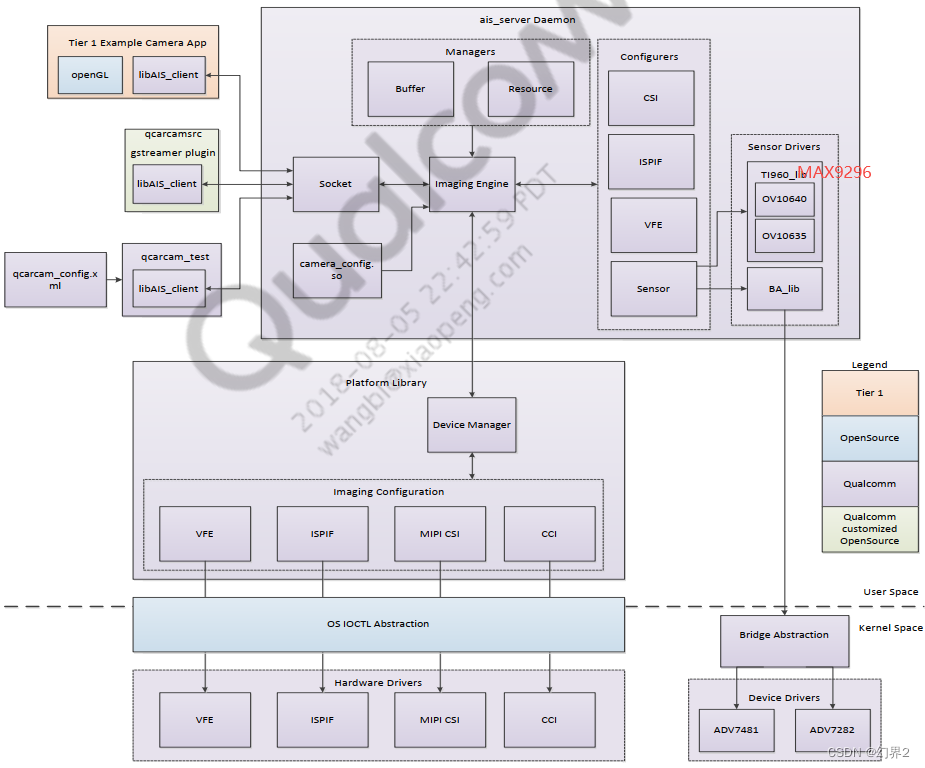 ais_server Daemon
Tier 1 Example Camera App
openGL
libAIS_client
qcarcamsrc
gstreamer plugin
libAIS_client
qcarcam_config.x
ml
qcarcam_test
libAIS_client
Managers
Buffer
Resource
Socket
Imaging Engine
camera_config.
so
Configurers
CSI
ISPIF
VFE
Sensor
Sensor Drivers
TI960_lib
MAX9296
OV10640
OV10635
BA_lib
Qualcomm
2018-08-05 22:42:59 PDT
wangbl@xiaopeng.com
Platform Library
Device Manager
Imaging Configuration
VFE
ISPIF
MIPI CSI
CCI
Legend
Tier 1
OpenSource
Qualcomm
Qualcomm
customized
OpenSource
User Space
Kernel Space
OS IOCTL Abstraction
Bridge Abstraction
Hardware Drivers
VFE
ISPIF
MIPI CSI
CCI
Device Drivers
ADV7481
ADV7282
CSDN @幻界2